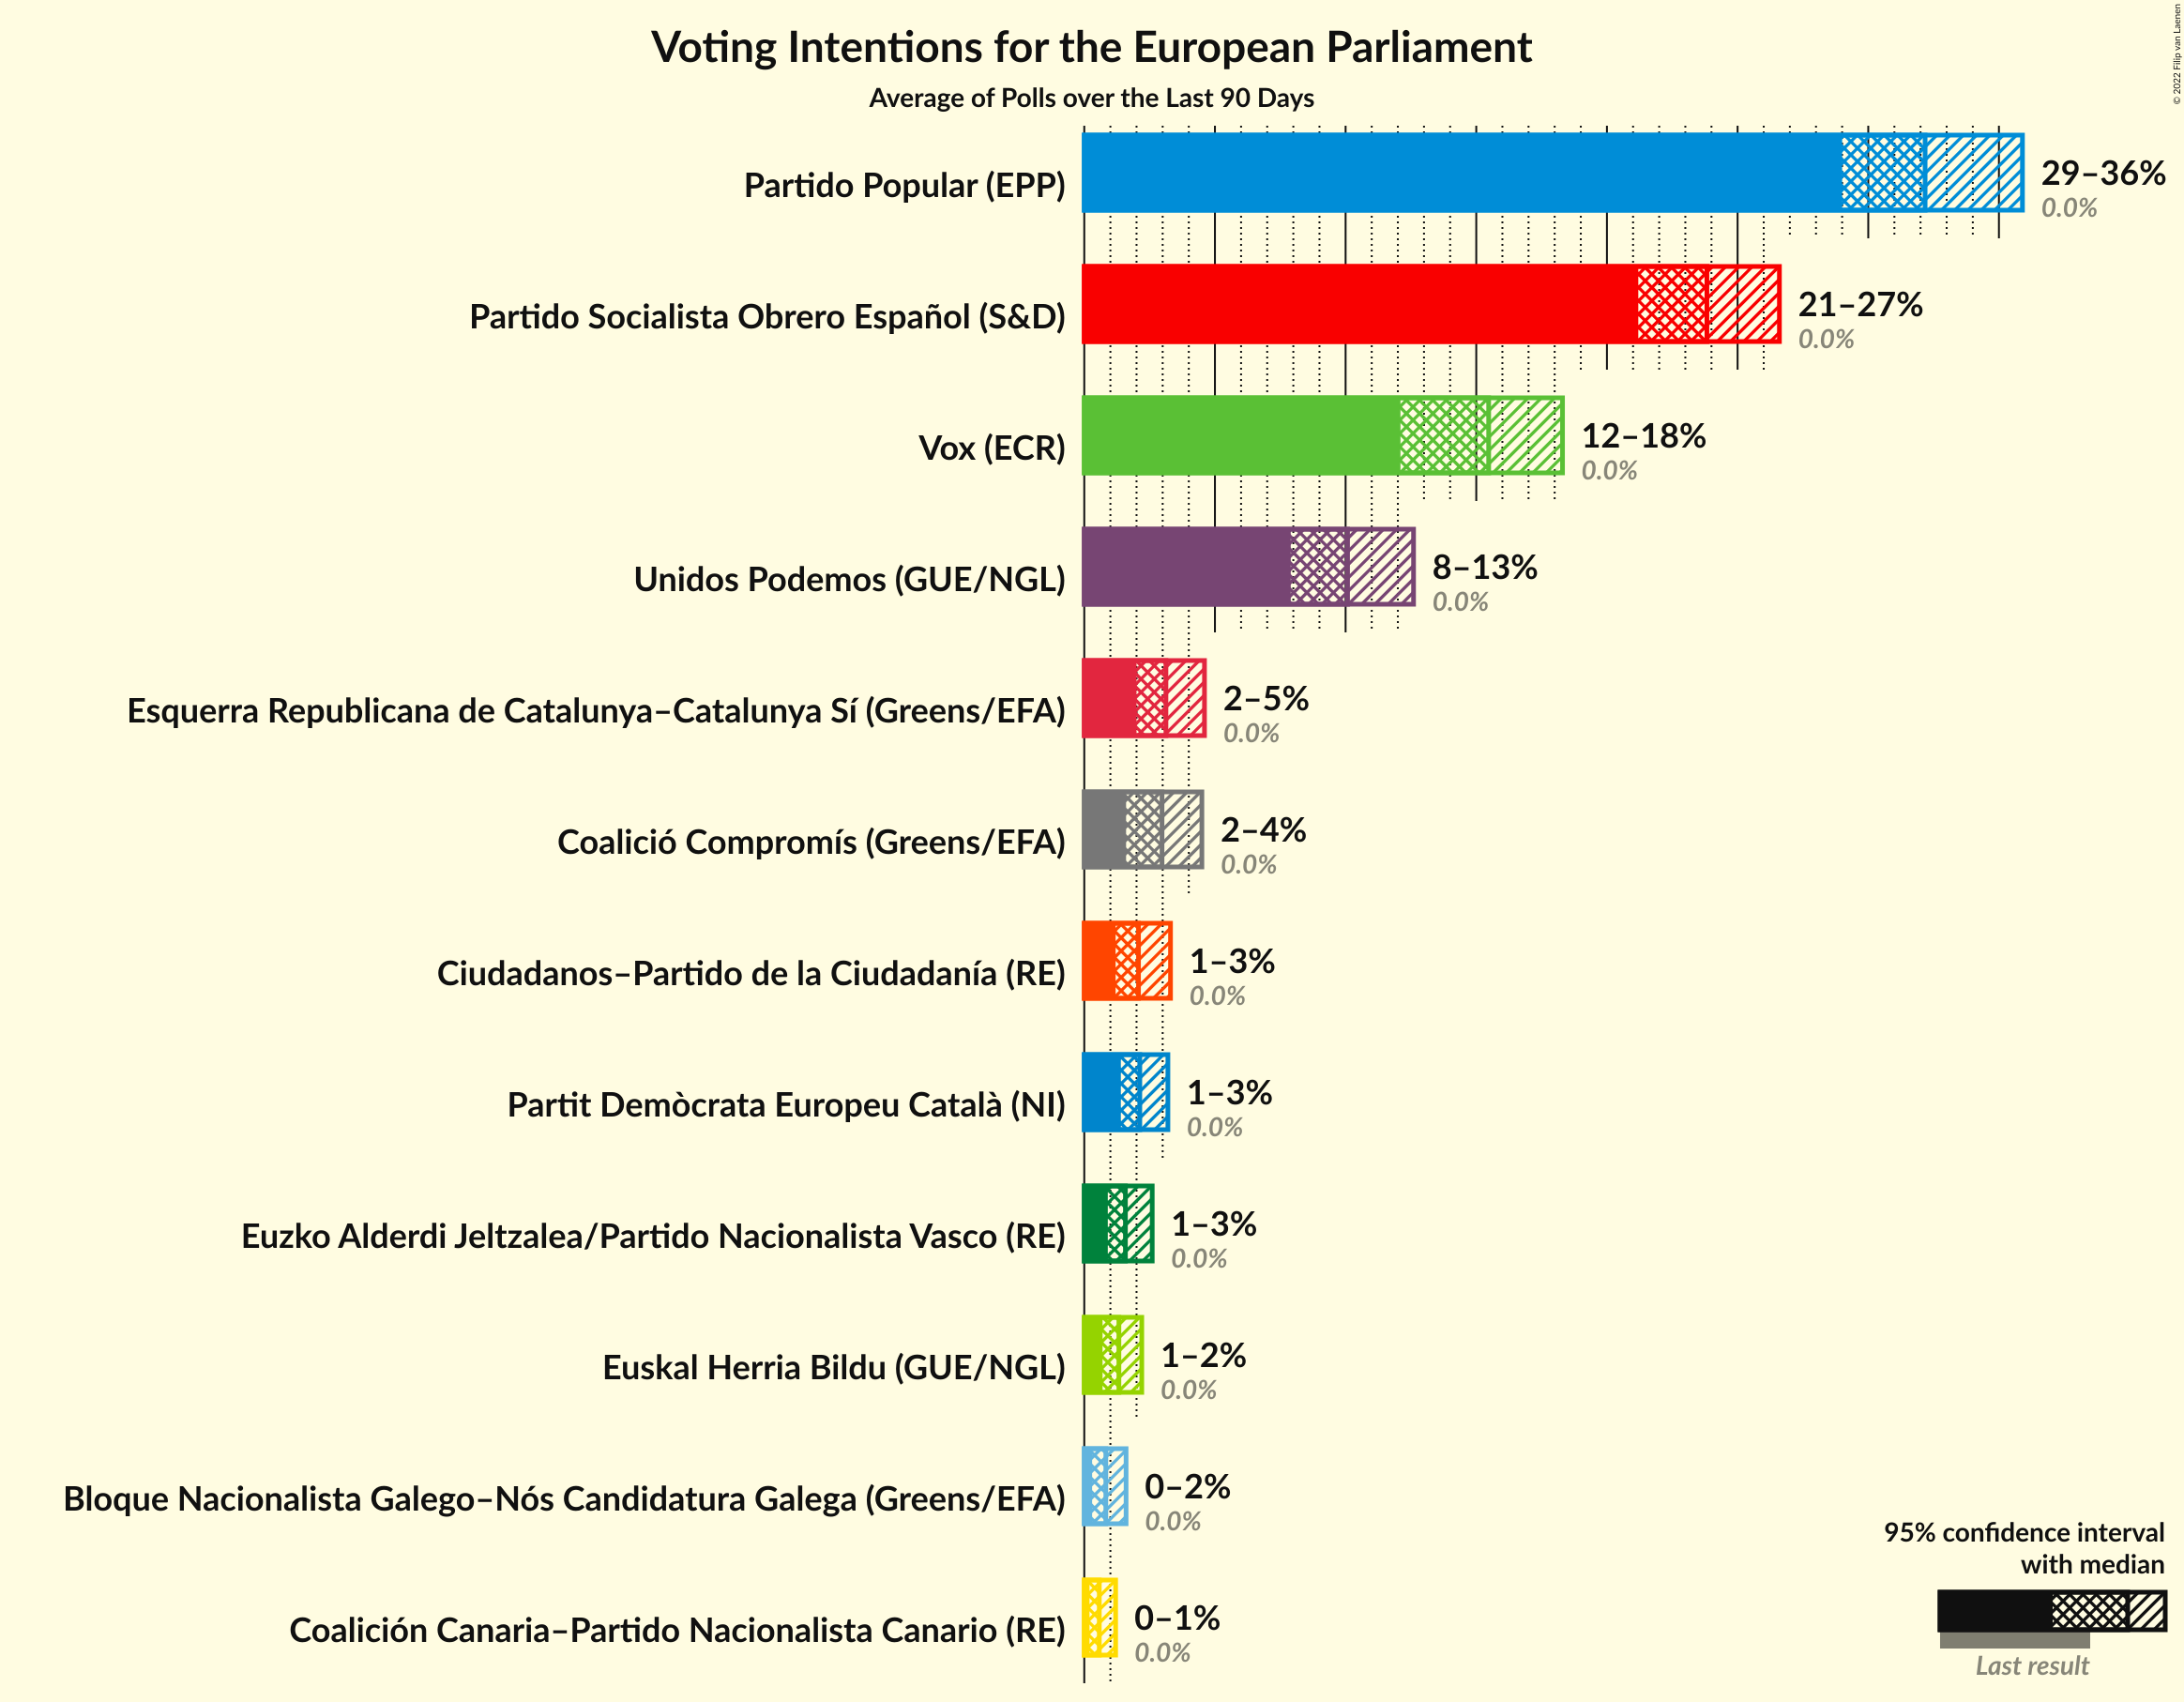 © 2022 Filip van Laenen
Voting Intentions for the European Parliament
Average of Polls over the Last 90 Days
Partido Popular (EPP)
29–36%
0.0%
Partido Socialista Obrero Español (S&D)
21–27%
0.0%
Vox (ECR)
12–18%
0.0%
Unidos Podemos (GUE/NGL)
8–13%
0.0%
Esquerra Republicana de Catalunya–Catalunya Sí (Greens/EFA)
2–5%
0.0%
Coalició Compromís (Greens/EFA)
2–4%
0.0%
Ciudadanos–Partido de la Ciudadanía (RE)
1–3%
0.0%
Partit Demòcrata Europeu Català (NI)
1–3%
0.0%
Euzko Alderdi Jeltzalea/Partido Nacionalista Vasco (RE)
1–3%
0.0%
Euskal Herria Bildu (GUE/NGL)
1–2%
0.0%
Bloque Nacionalista Galego–Nós Candidatura Galega (Greens/EFA)
0–2%
0.0%
Coalición Canaria–Partido Nacionalista Canario (RE)
0–1%
0.0%
95% confidence interval
with median
Last result